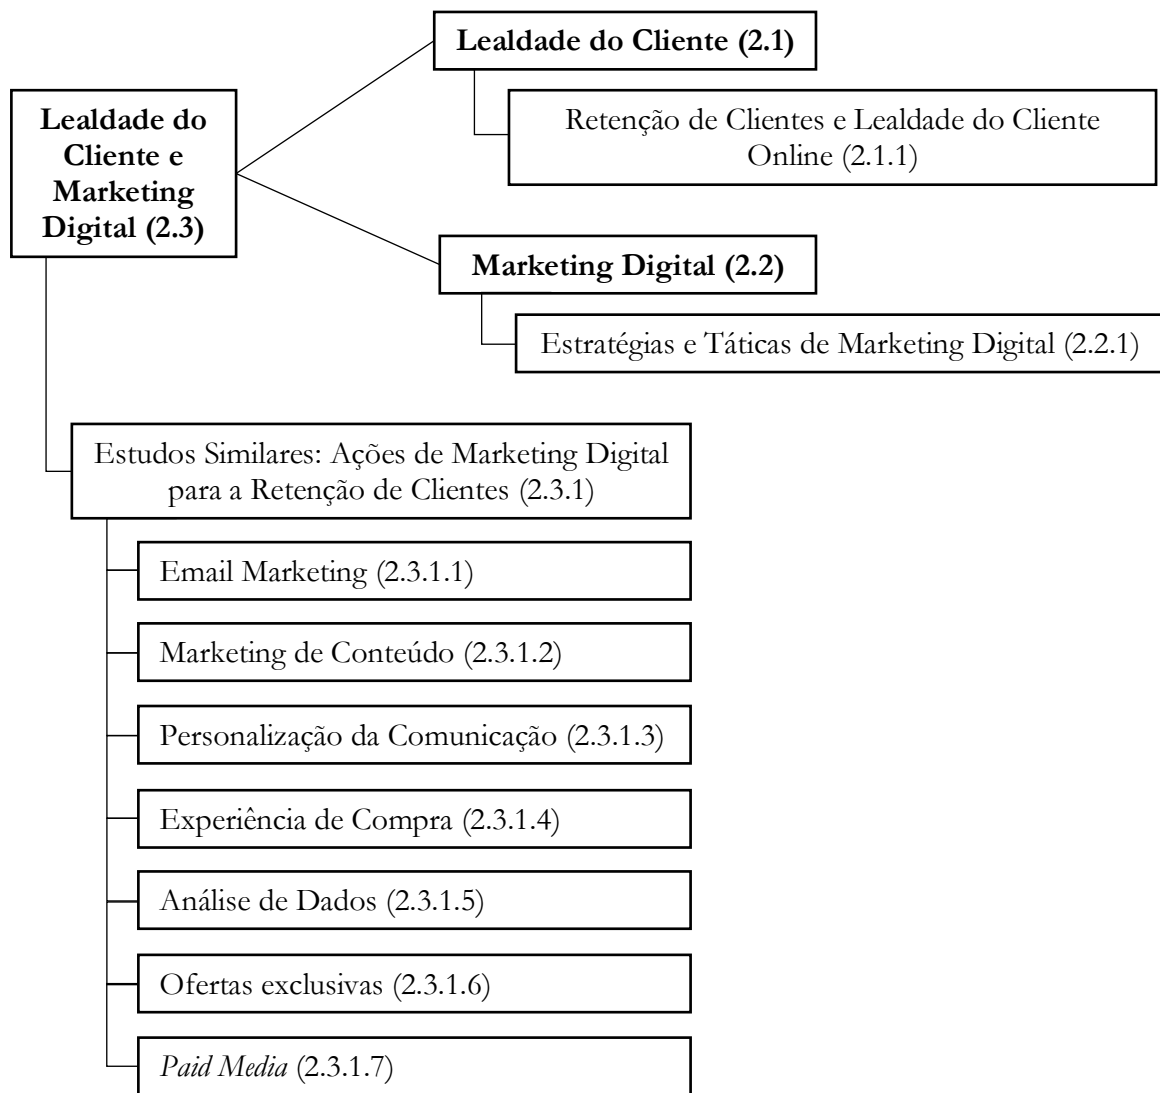 Lealdade do Cliente (2.1)
Retenção de Clientes e Lealdade do Cliente
Online (2.1.1)
Lealdade do
Cliente e
Marketing
Digital (2.3)
Marketing Digital (2.2)
Estratégias e Táticas de Marketing Digital (2.2.1)
Estudos Similares: Ações de Marketing Digital
para a Retenção de Clientes (2.3.1)
Email Marketing (2.3.1.1)
Marketing de Conteúdo (2.3.1.2)
Personalização da Comunicação (2.3.1.3)
Experiência de Compra (2.3.1.4)
Análise de Dados (2.3.1.5)
Ofertas exclusivas (2.3.1.6)
Paid Media (2.3.1.7)